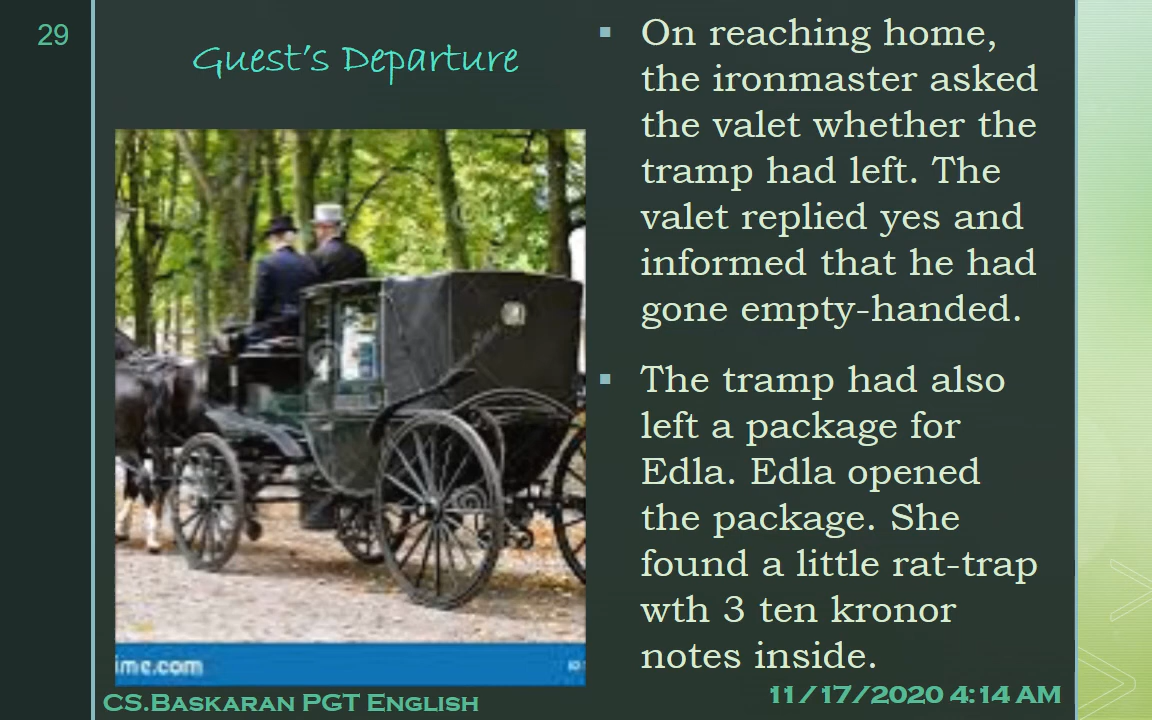 29
Guest's Departure
On reaching home,
the ironmaster asked
the valet whether the
tramp had left. The
valet replied yes and
informed that he had
gone empty-handed.
The tramp had also
left a package for
Edla. Edla opened
the package. She
found a little rat-trap
wth 3 ten kronor
notes inside.
ime.com
CS.Baskaran PGT English
11/17/2020 4:14 AM